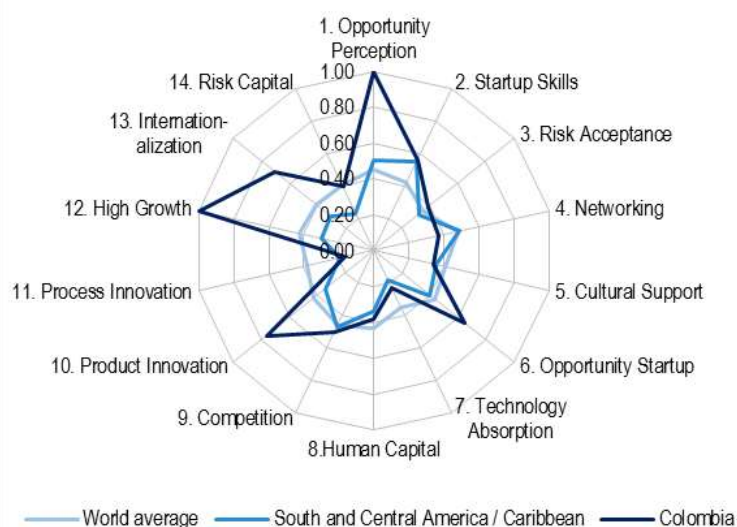 1. Opportunity
Perception
1.00
14. Risk Capital
2. Startup Skills
0.80
13. Internation-
alization
0.60
3. Risk Acceptance
0.40
12. High Growth
0.20
4. Networking
0.00
11. Process Innovation
5. Cultural Support
10. Product Innovation
6. Opportunity Startup
9. Competition
7. Technology
Absorption
8.Human Capital
World average
South and Central America / Caribbean
Colombia